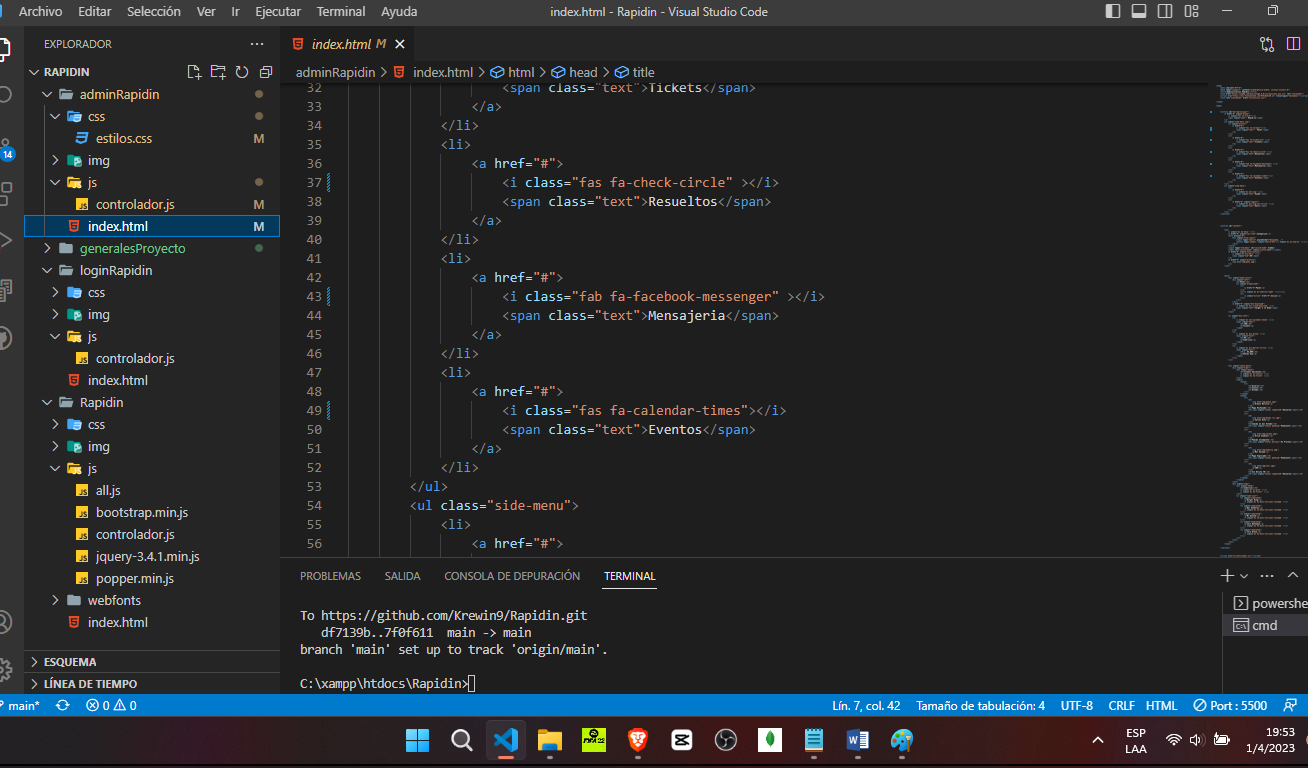 Archivo Editar Selección Ver Ir Ejecutar Terminal Ayuda index.html - Rapidin - Visual Studio Code
EXPLORADOR ···
RAPIDIN
adminRapidin
css
estilos.css M
img
js
controlador.js M
index.html M
generalesProyecto
loginRapidin
css
img
js
controlador.js
index.html
Rapidin
css
img
js
all.js
bootstrap.min.js
controlador.js
jquery-3.4.1.min.js
popper.min.js
webfonts
index.html
ESQUEMA
LÍNEA DE TIEMPO
14
index.html M
adminRapidin > index.html > html > head > title
32 <span class="text">Tickets</span>
33 </a>
34 </li>
35 <li>
36 <a href="#">
37 <i class="fas fa-check-circle" ></i>
38 <span class="text">Resueltos</span>
39 </a>
40 </li>
41 <li>
42 <a href="#">
43 <i class="fab fa-facebook-messenger" ></i>
44 <span class="text">Mensajeria</span>
45 </a>
46 </li>
47 <li>
48 <a href="#">
49 <i class="fas fa-calendar-times"></i>
50 <span class="text">Eventos</span>
51 </a>
52 </li>
53 </ul>
54 <ul class="side-menu">
55 <li>
56 <a href="#">
PROBLEMAS SALIDA CONSOLA DE DEPURACIÓN TERMINAL
To https://github.com/Krewin9/Rapidin.git
df7139b..7f0f611 main -> main
branch 'main' set up to track 'origin/main'.
C:\xampp\htdocs\Rapidin>
powershe
cmd
main* 0 0 Lín. 7, col. 42 Tamaño de tabulación: 4 UTF-8 CRLF HTML Port : 5500
FIFA 22
ESP
LAA
19:53
1/4/2023